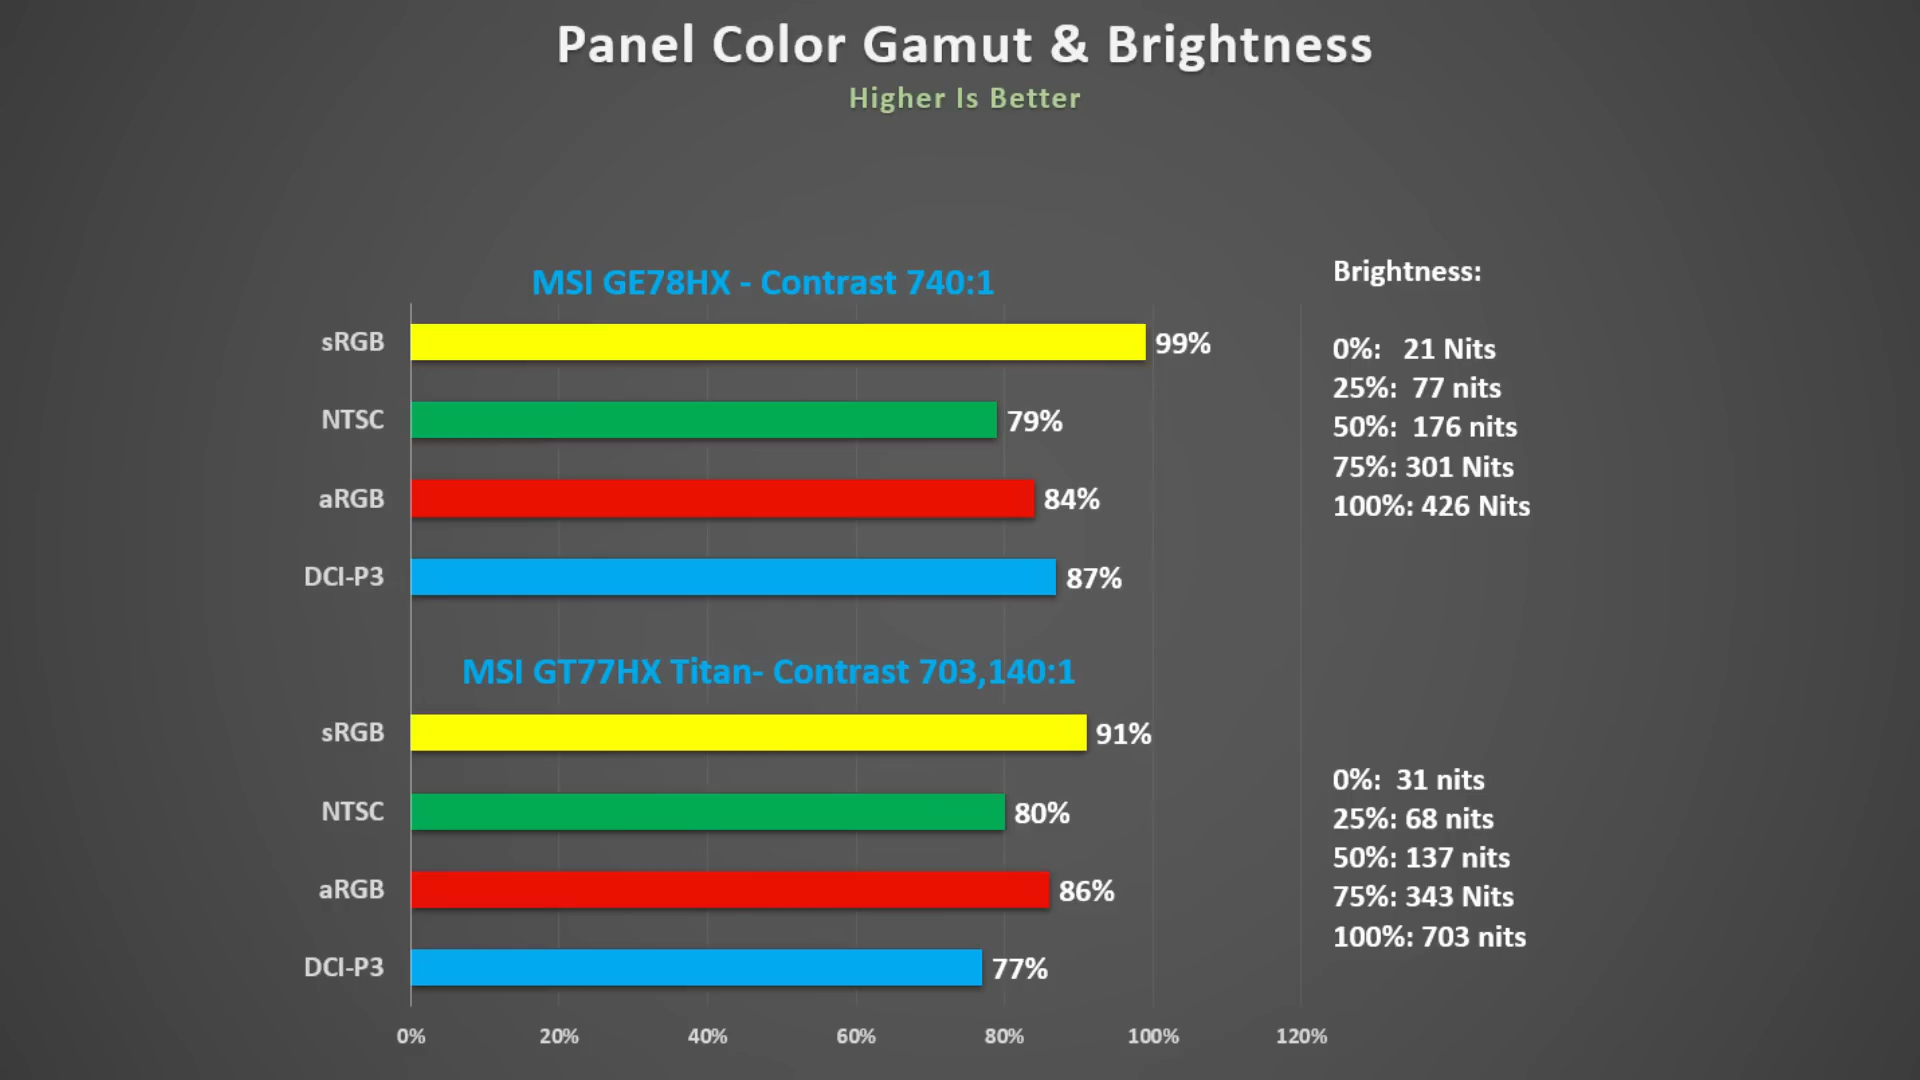 Panel Color Gamut & Brightness
Higher Is Better
MSI GE78HX - Contrast 740:1
sRGB 99%
NTSC 79%
aRGB 84%
DCI-P3 87%
Brightness:
0%: 21 Nits
25%: 77 nits
50%: 176 nits
75%: 301 Nits
100%: 426 Nits
MSI GT77HX Titan- Contrast 703,140:1
sRGB 91%
NTSC 80%
aRGB 86%
DCI-P3 77%
0%: 31 nits
25%: 68 nits
50%: 137 nits
75%: 343 Nits
100%: 703 nits
0% 20% 40% 60% 80% 100% 120%